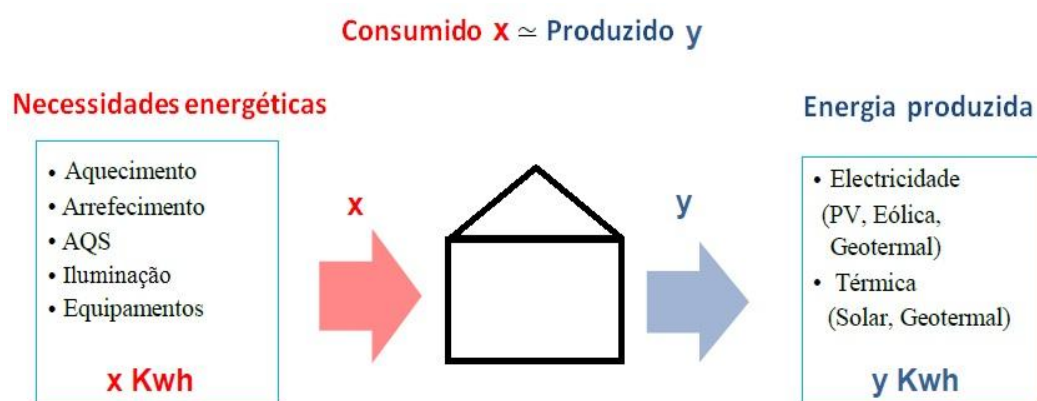 Consumido x ≃ Produzido y
Necessidades energéticas
• Aquecimento
• Arrefecimento
• AQS
• Iluminação
• Equipamentos
x Kwh
x
y
Energia produzida
• Electricidade
(PV, Eólica,
Geotermal)
• Térmica
(Solar, Geotermal)
y Kwh